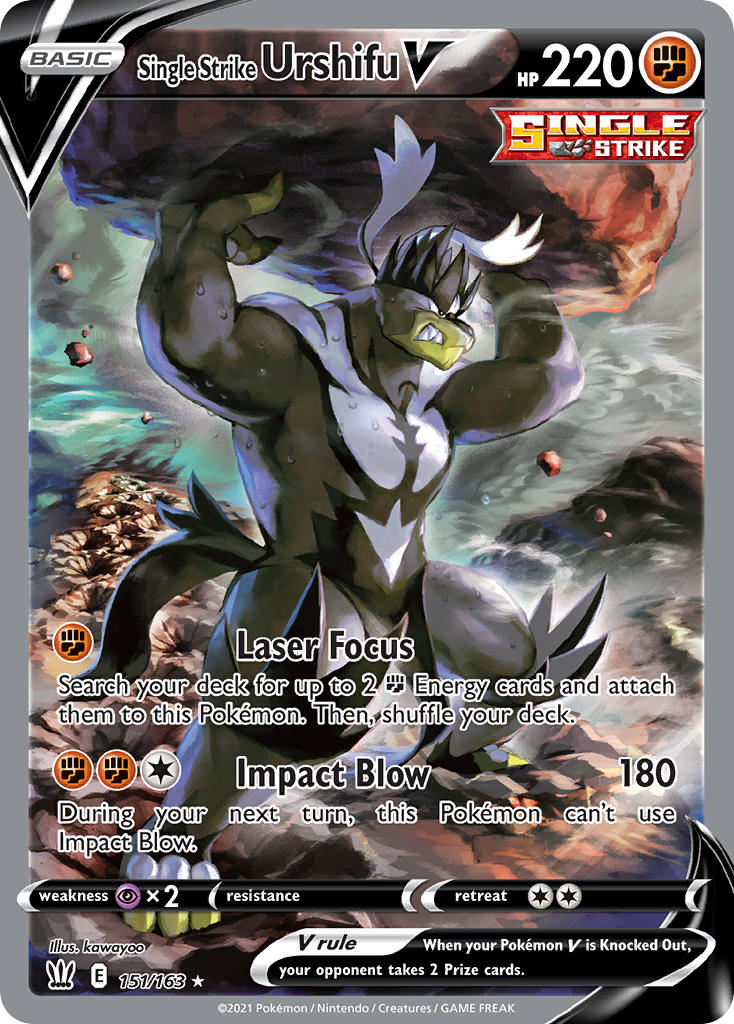 BASIC
Single Strike Urshifu V
HP 220
SINGLE
STRIKE
Laser Focus
Search your deck for up to 2 Energy cards and attach
them to this Pokémon. Then, shuffle your deck.
Impact Blow 180
During your next turn, this Pokémon can't use
Impact Blow.
weakness ×2 resistance retreat
Illus. kawayoo
V rule
When your Pokémon V is Knocked Out,
your opponent takes 2 Prize cards.
E 151/163 ★
©2021 Pokémon / Nintendo / Creatures / GAME FREAK